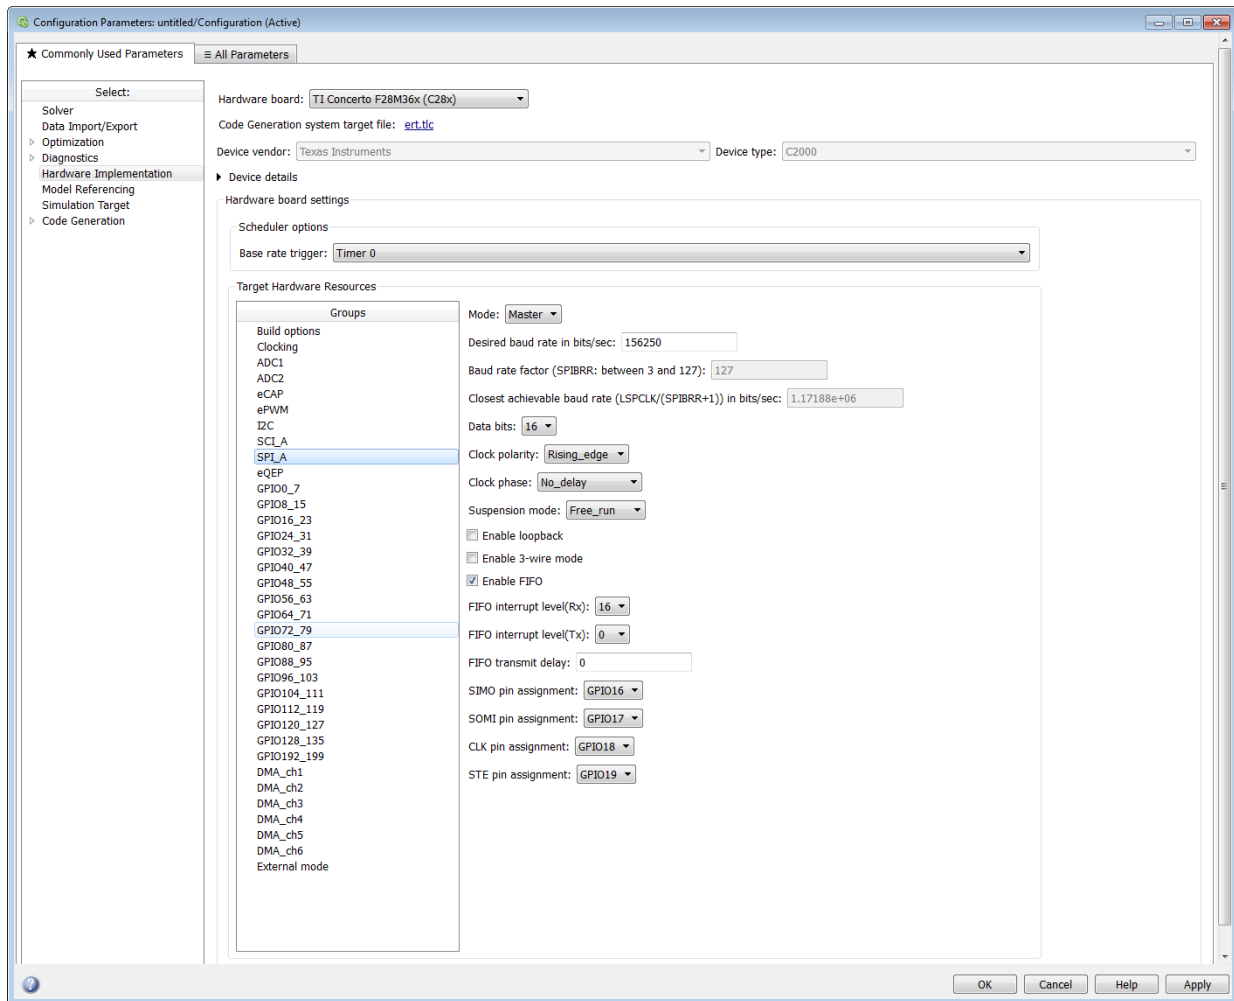 Configuration Parameters: untitled/Configuration (Active)
★ Commonly Used Parameters
≡ All Parameters
Select:
Solver
Data Import/Export
Optimization
Diagnostics
Hardware Implementation
Model Referencing
Simulation Target
Code Generation
Hardware board: TI Concerto F28M36x (C28x)
Code Generation system target file: ert.tlc
Device vendor: Texas Instruments Device type: C2000
Device details
Hardware board settings
Scheduler options
Base rate trigger: Timer 0
Target Hardware Resources
Groups
Build options
Clocking
ADC1
ADC2
eCAP
ePWM
I2C
SCI_A
SPI_A
eQEP
GPIO0_7
GPIO8_15
GPIO16_23
GPIO24_31
GPIO32_39
GPIO40_47
GPIO48_55
GPIO56_63
GPIO64_71
GPIO72_79
GPIO80_87
GPIO88_95
GPIO96_103
GPIO104_111
GPIO112_119
GPIO120_127
GPIO128_135
GPIO192_199
DMA_ch1
DMA_ch2
DMA_ch3
DMA_ch4
DMA_ch5
DMA_ch6
External mode
Mode: Master
Desired baud rate in bits/sec: 156250
Baud rate factor (SPIBRR: between 3 and 127): 127
Closest achievable baud rate (LSPCLK/(SPIBRR+1)) in bits/sec: 1.17188e+06
Data bits: 16
Clock polarity: Rising_edge
Clock phase: No_delay
Suspension mode: Free_run
Enable loopback
Enable 3-wire mode
Enable FIFO
FIFO interrupt level(Rx): 16
FIFO interrupt level(Tx): 0
FIFO transmit delay: 0
SIMO pin assignment: GPIO16
SOMI pin assignment: GPIO17
CLK pin assignment: GPIO18
STE pin assignment: GPIO19
OK Cancel Help Apply